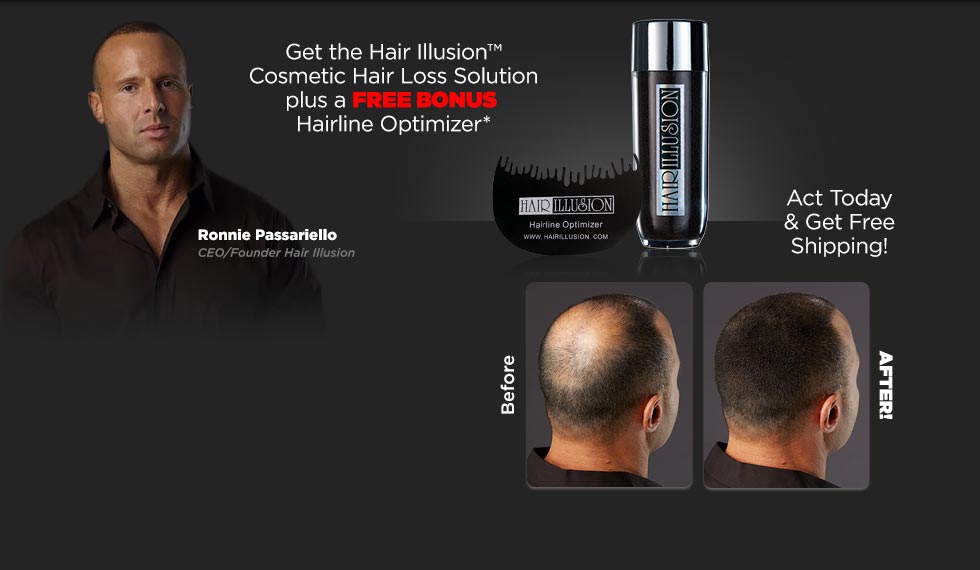 Get the Hair Illusion™
Cosmetic Hair Loss Solution
plus a FREE BONUS
Hairline Optimizer*
HAIR ILLUSION
HAIR ILLUSION
Hairline Optimizer
WWW. HAIRILLUSION. COM
Act Today
& Get Free
Shipping!
Ronnie Passariello
CEO/Founder Hair Illusion
Before
AFTER!